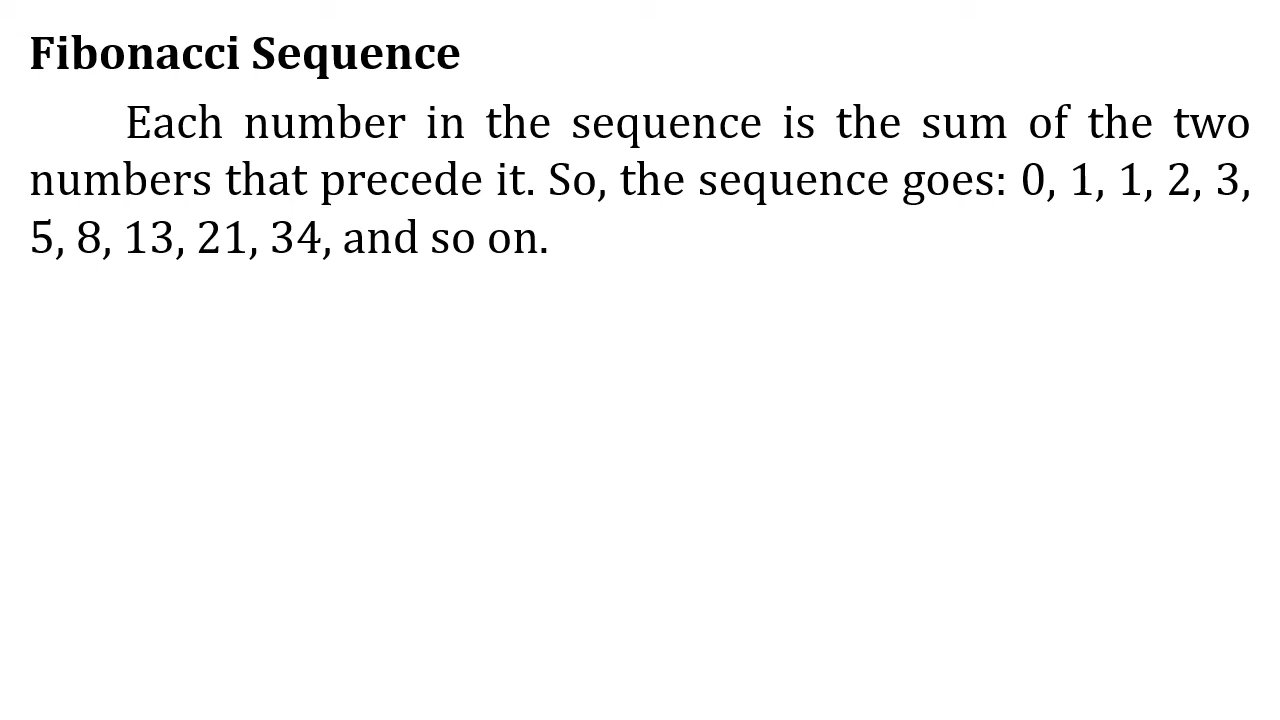 Fibonacci Sequence
Each number in the sequence is the sum of the two
numbers that precede it. So, the sequence goes: 0, 1, 1, 2, 3,
5, 8, 13, 21, 34, and so on.